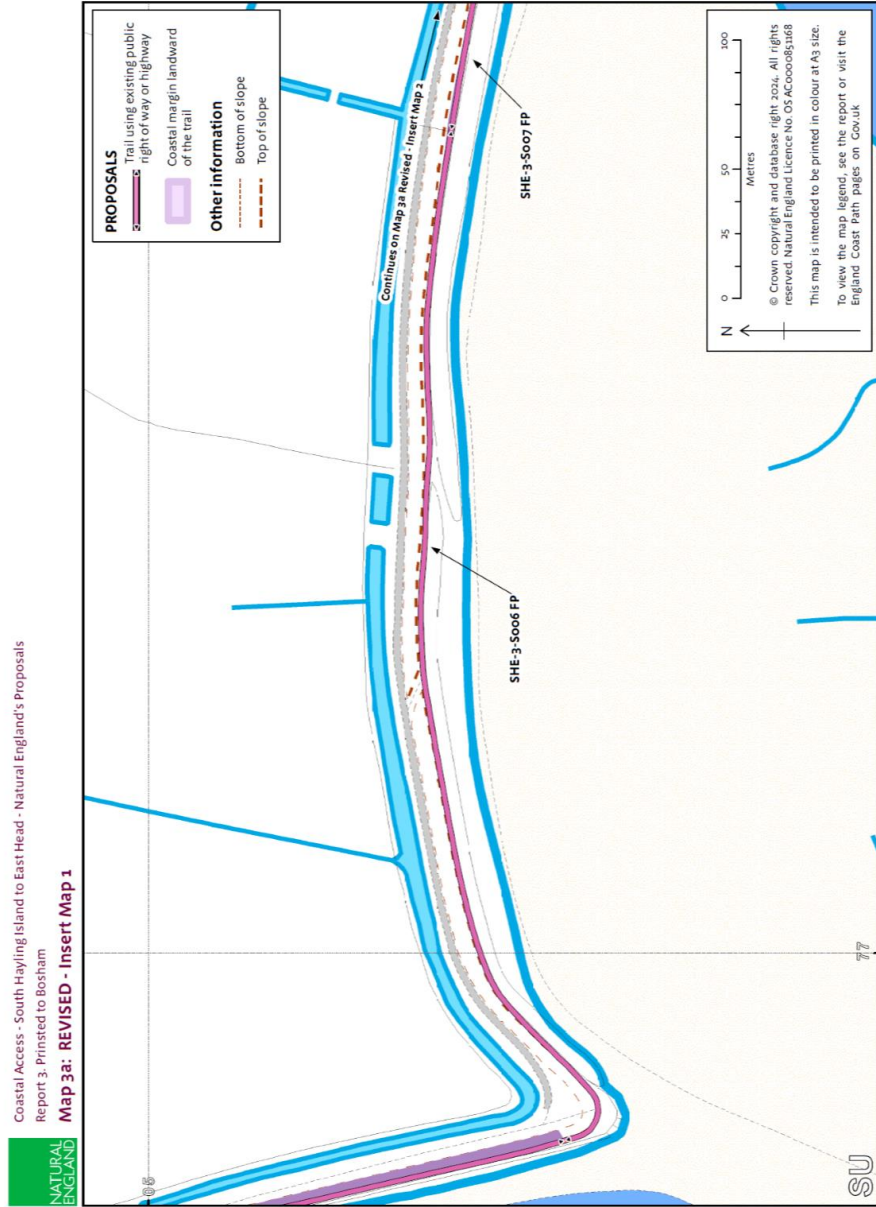 NATURAL
ENGLAND
Coastal Access - South Hayling Island to East Head - Natural England's Proposals
Report 3. Prinsted to Bosham
Map 3a: REVISED - Insert Map 1
PROPOSALS
Trail using existing public
right of way or highway
Coastal margin landward
of the trail
Other information
Bottom of slope
Top of slope
Continues on Map 3a Revised - Insert Map 2
SHE-3-S007 FP
SHE-3-S006 FP
05
77
SU
N
0 25 50 100
Metres
© Crown copyright and database right 2024. All rights
reserved. Natural England Licence No. OS AC0000851168
This map is intended to be printed in colour at A3 size.
To view the map legend, see the report or visit the
England Coast Path pages on Gov.uk